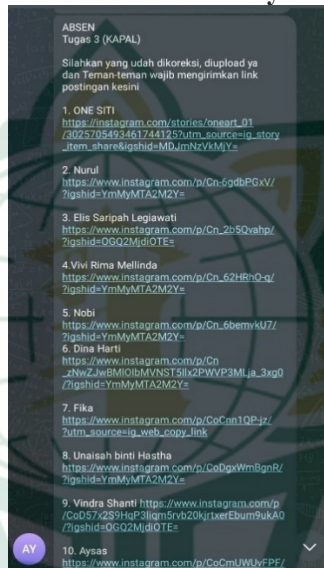 ABSEN
Tugas 3 (KAPAL)
Silahkan yang udah dikoreksi, diupload ya
dan Teman-teman wajib mengirimkan link
postingan kesini
1. ONE SITI
https://instagram.com/stories/oneart_01
/3025705493461744125?utm_source=ig_story
_item_share&igshid=MDJmNzVkMjY=
2. Nurul
https://www.instagram.com/p/Cn-6gdbPGxV/
?igshid=YmMyMTA2M2Y=
3. Elis Saripah Legiawati
https://www.instagram.com/p/Cn_2b5Qvahp/
?igshid=OGQ2MjdiOTE=
4.Vivi Rima Mellinda
https://www.instagram.com/p/Cn_62HRhO-q/
?igshid=YmMyMTA2M2Y=
5. Nobi
https://www.instagram.com/p/Cn_6bemvkU7/
?igshid=YmMyMTA2M2Y=
6. Dina Harti
https://www.instagram.com/p/Cn
_zNwZJwBMlOIbMVNST5IIx2PWVP3MLja_3xg0
/?igshid=YmMyMTA2M2Y=
7. Fika
https://www.instagram.com/p/CoCnn1QP-jz/
?utm_source=ig_web_copy_link
8. Unaisah binti Hastha
https://www.instagram.com/p/CoDgxWmBgnR/
?igshid=YmMyMTA2M2Y=
9. Vindra Shanti https://www.instagram.com/p
/CoD57x2S9HqP3liqm5rvb20kjrtxerEbum9ukA0
/?igshid=OGQ2MjdiOTE=
AY
10. Aysas
https://www.instagram.com/p/CoCmUWUvFPF/